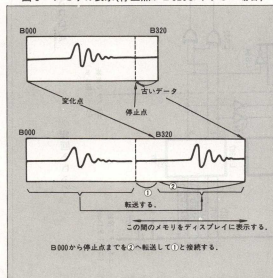 B000
B320
古いデータ
変化点
停止点
B000
B320
① ②
転送する。
この間のメモリをディスプレイに表示する。
B000から停止点までを②へ転送して①と接続する。